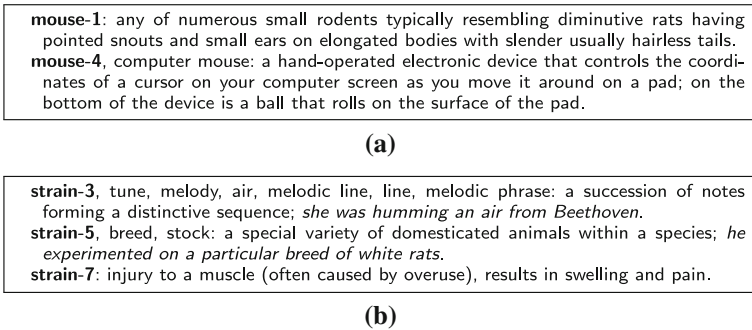 mouse-1: any of numerous small rodents typically resembling diminutive rats having
pointed snouts and small ears on elongated bodies with slender usually hairless tails.
mouse-4, computer mouse: a hand-operated electronic device that controls the coordi-
nates of a cursor on your computer screen as you move it around on a pad; on the
bottom of the device is a ball that rolls on the surface of the pad.
(a)
strain-3, tune, melody, air, melodic line, line, melodic phrase: a succession of notes
forming a distinctive sequence; she was humming an air from Beethoven.
strain-5, breed, stock: a special variety of domesticated animals within a species; he
experimented on a particular breed of white rats.
strain-7: injury to a muscle (often caused by overuse), results in swelling and pain.
(b)